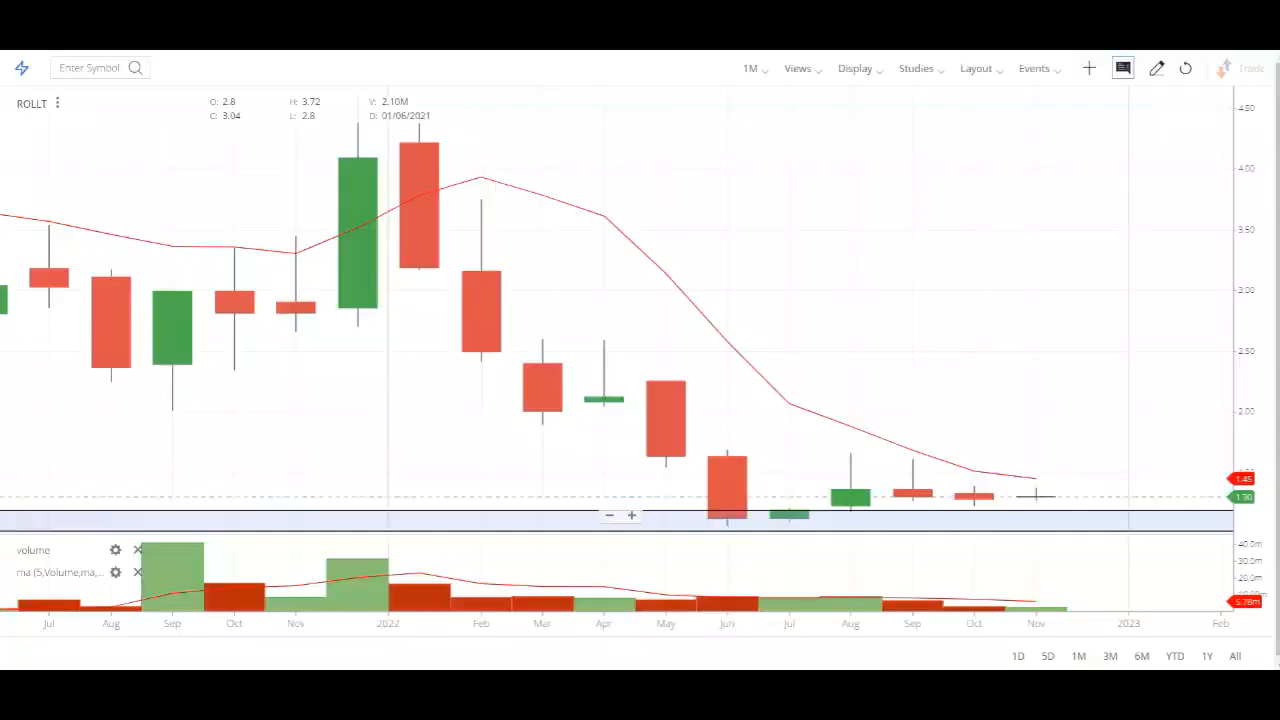 Enter Symbol
1M Views Display Studies Layout Events Trade
ROLLT
O: 2.8 H: 3.72 V: 2.10M
C: 3.04 L: 2.8 D: 01/06/2021
4.50
4.00
3.50
3.00
2.50
2.00
1.45
1.30
volume
40.0m
30.0m
ma (5,Volume,ma,...
20.0m
5.76m
Jul Aug Sep Oct Nov 2022 Feb Mar Apr May Jun Jul Aug Sep Oct Nov 2023 Feb
1D 5D 1M 3M 6M YTD 1Y All